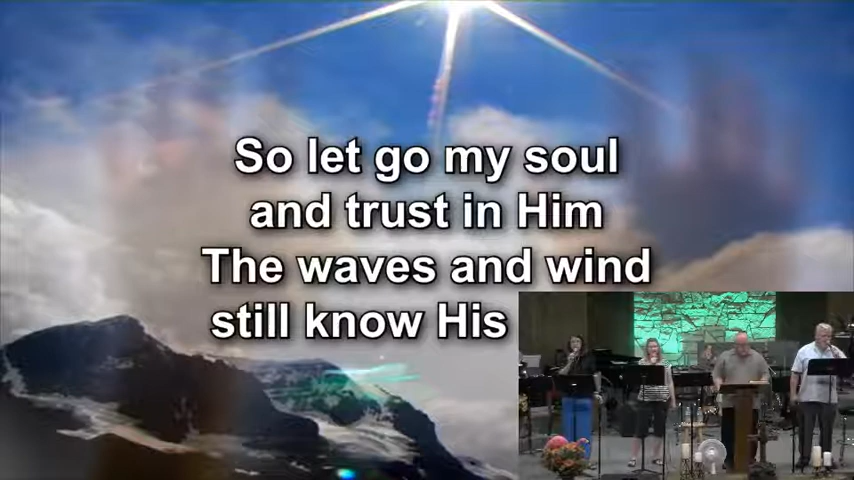 So let go my soul
and trust in Him
The waves and wind
still know His